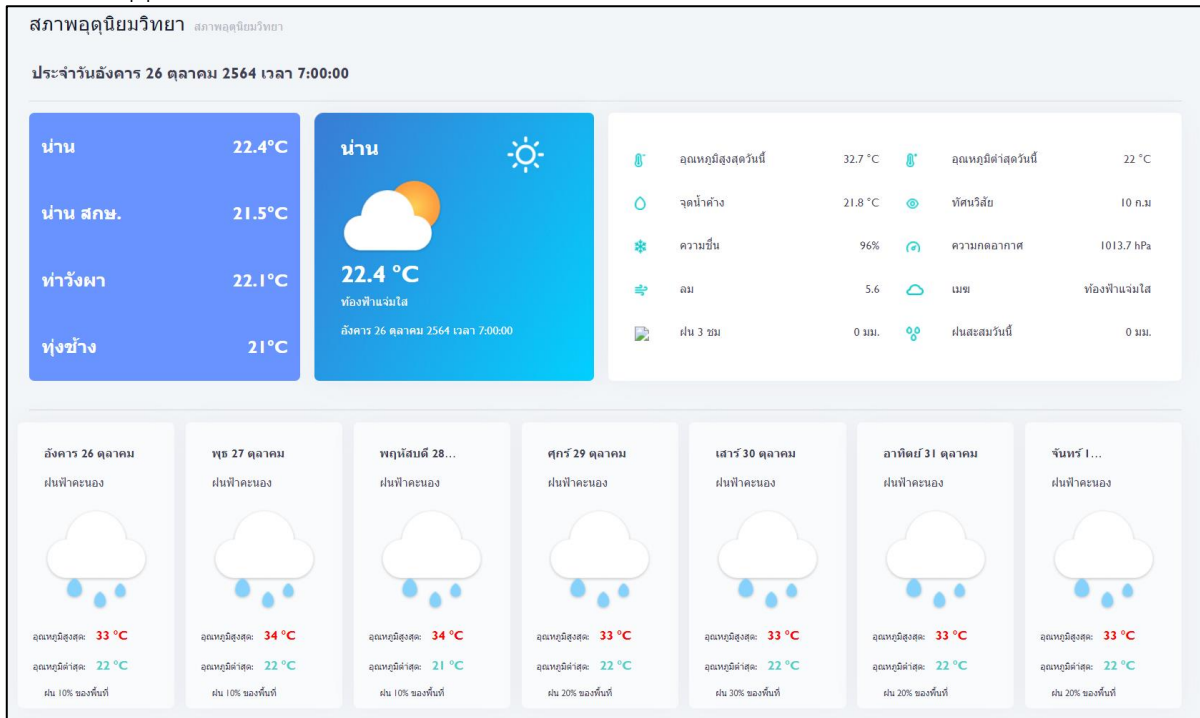 สภาพอุตุนิยมวิทยา สภาพอุตุนิยมวิทยา
ประจำวันอังคาร 26 ตุลาคม 2564 เวลา 7:00:00
น่าน 22.4°C
น่าน สกษ. 21.5°C
ท่าวังผา 22.1°C
ทุ่งช้าง 21°C
น่าน
22.4 °C
ท้องฟ้าแจ่มใส
อังคาร 26 ตุลาคม 2564 เวลา 7:00:00
อุณหภูมิสูงสุดวันนี้ 32.7 °C อุณหภูมิต่ำสุดวันนี้ 22 °C
จุดน้ำค้าง 21.8 °C ทัศนวิสัย 10 ก.ม
ความชื้น 96% ความกดอากาศ 1013.7 hPa
ลม 5.6 เมฆ ท้องฟ้าแจ่มใส
ฝน 3 ชม 0 มม. ฝนสะสมวันนี้ 0 มม.
อังคาร 26 ตุลาคม
ฝนฟ้าคะนอง
อุณหภูมิสูงสุด: 33 °C
อุณหภูมิต่ำสุด: 22 °C
ฝน 10% ของพื้นที่
พุธ 27 ตุลาคม
ฝนฟ้าคะนอง
อุณหภูมิสูงสุด: 34 °C
อุณหภูมิต่ำสุด: 22 °C
ฝน 10% ของพื้นที่
พฤหัสบดี 28...
ฝนฟ้าคะนอง
อุณหภูมิสูงสุด: 34 °C
อุณหภูมิต่ำสุด: 21 °C
ฝน 10% ของพื้นที่
ศุกร์ 29 ตุลาคม
ฝนฟ้าคะนอง
อุณหภูมิสูงสุด: 33 °C
อุณหภูมิต่ำสุด: 22 °C
ฝน 20% ของพื้นที่
เสาร์ 30 ตุลาคม
ฝนฟ้าคะนอง
อุณหภูมิสูงสุด: 33 °C
อุณหภูมิต่ำสุด: 22 °C
ฝน 30% ของพื้นที่
อาทิตย์ 31 ตุลาคม
ฝนฟ้าคะนอง
อุณหภูมิสูงสุด: 33 °C
อุณหภูมิต่ำสุด: 22 °C
ฝน 20% ของพื้นที่
จันทร์ 1...
ฝนฟ้าคะนอง
อุณหภูมิสูงสุด: 33 °C
อุณหภูมิต่ำสุด: 22 °C
ฝน 20% ของพื้นที่